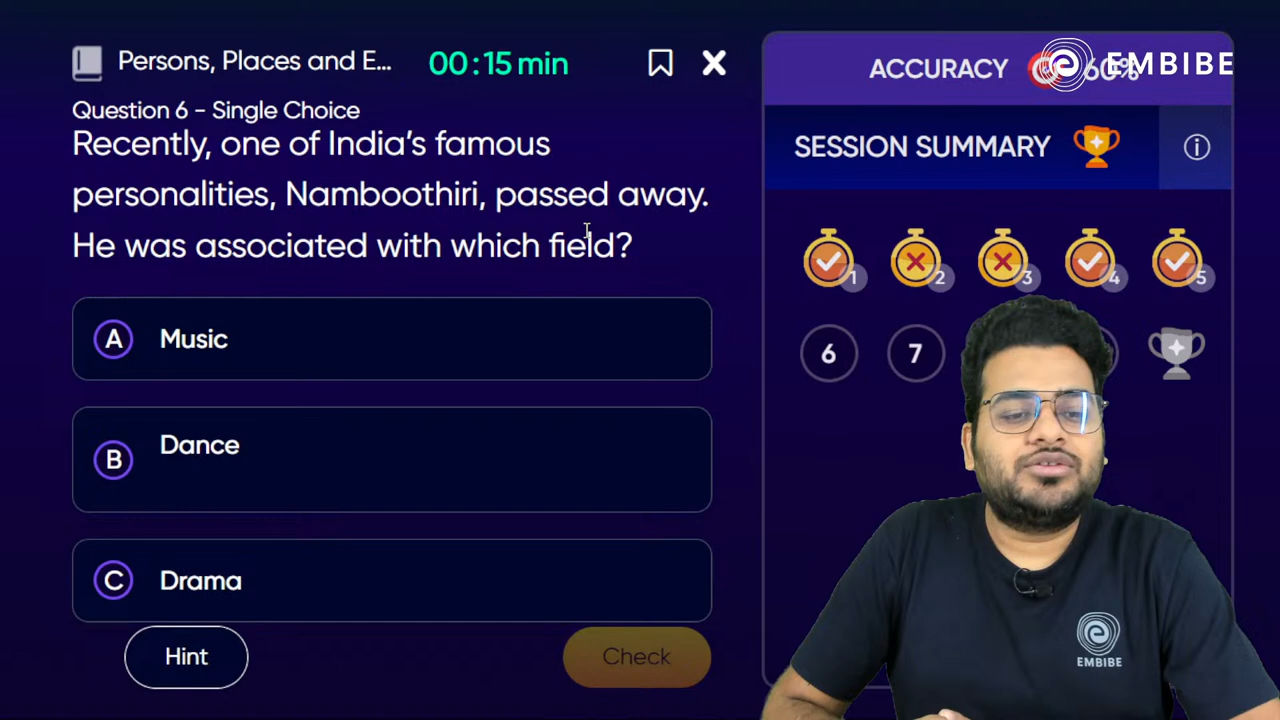 Persons, Places and E...
00:15 min
ACCURACY
60%
EMBIBE
Question 6 - Single Choice
Recently, one of India's famous
personalities, Namboothiri, passed away.
He was associated with which field?
SESSION SUMMARY
1
2
3
4
5
6
7
A Music
B Dance
C Drama
Hint
Check
EMBIBE